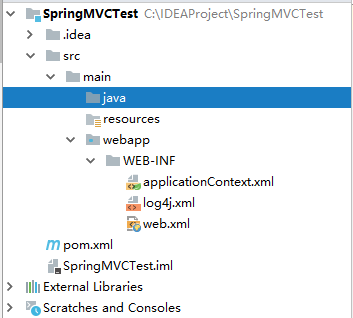 SpringMVCTest C:\IDEAProject\SpringMVCTest
.idea
src
main
java
resources
webapp
WEB-INF
applicationContext.xml
log4j.xml
web.xml
pom.xml
SpringMVCTest.iml
External Libraries
Scratches and Consoles